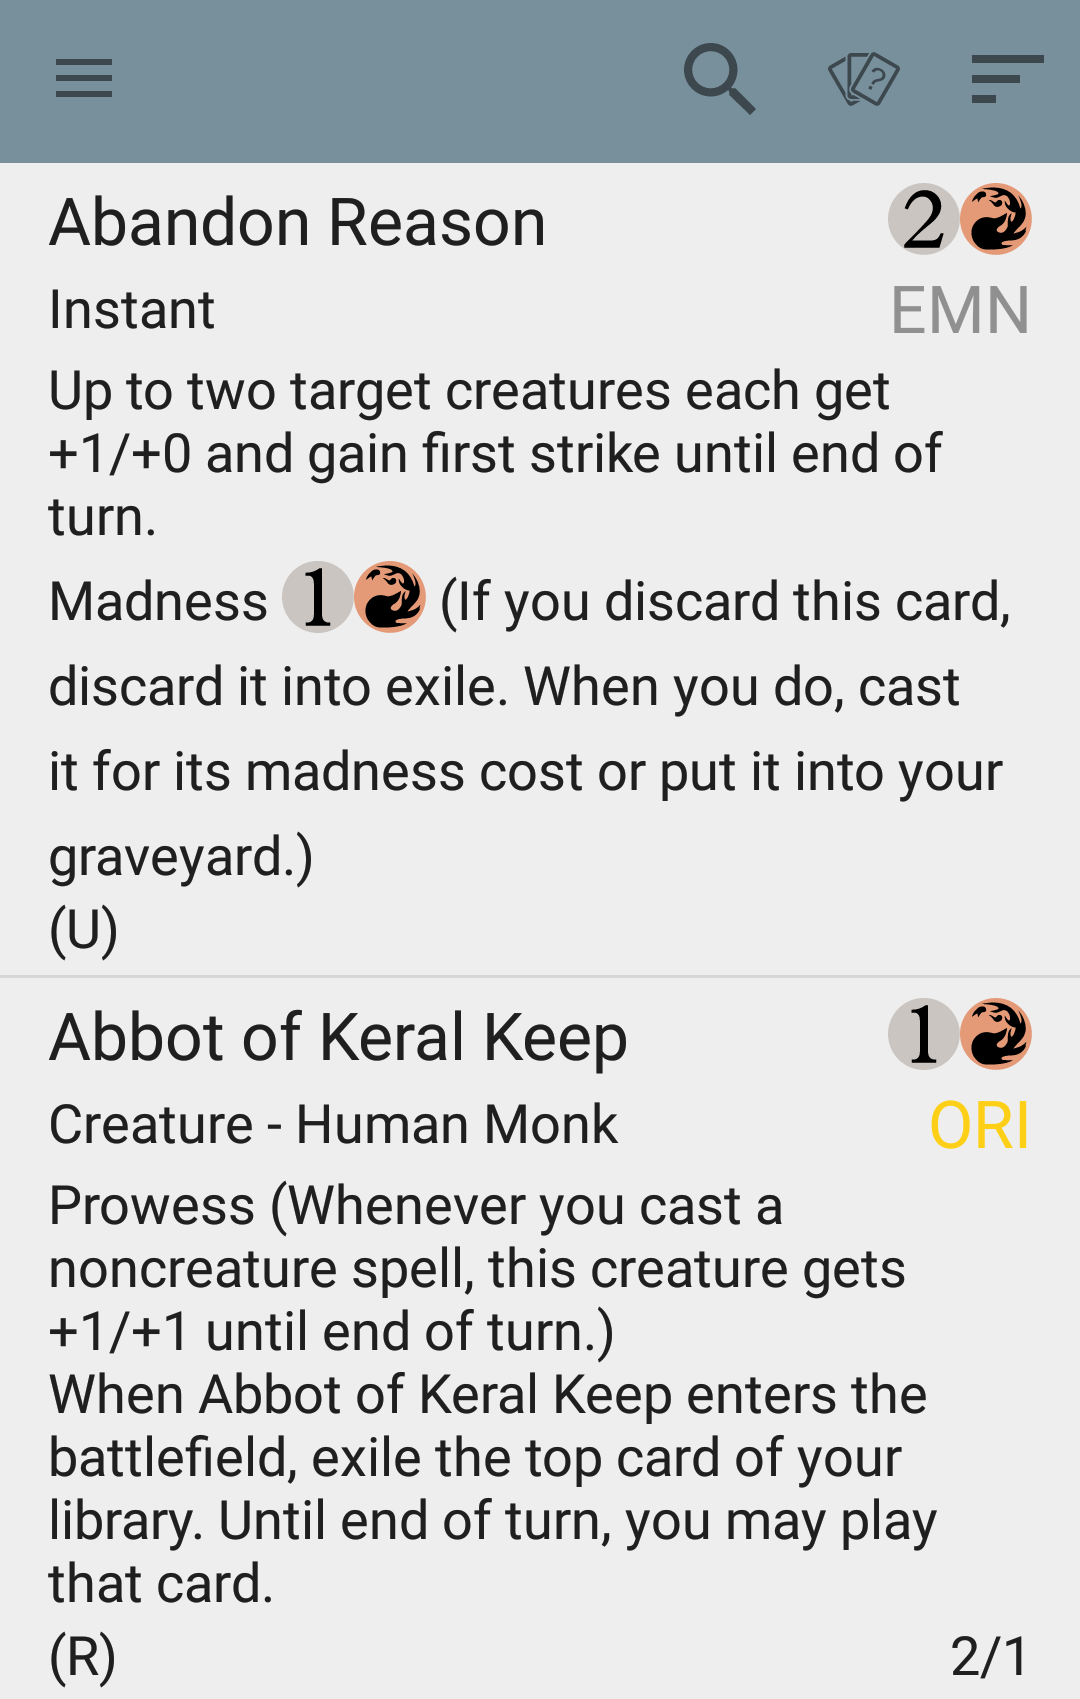 Abandon Reason 2
Instant EMN
Up to two target creatures each get
+1/+0 and gain first strike until end of
turn.
Madness 1 (If you discard this card,
discard it into exile. When you do, cast
it for its madness cost or put it into your
graveyard.)
(U)
Abbot of Keral Keep 1
Creature - Human Monk ORI
Prowess (Whenever you cast a
noncreature spell, this creature gets
+1/+1 until end of turn.)
When Abbot of Keral Keep enters the
battlefield, exile the top card of your
library. Until end of turn, you may play
that card.
(R) 2/1